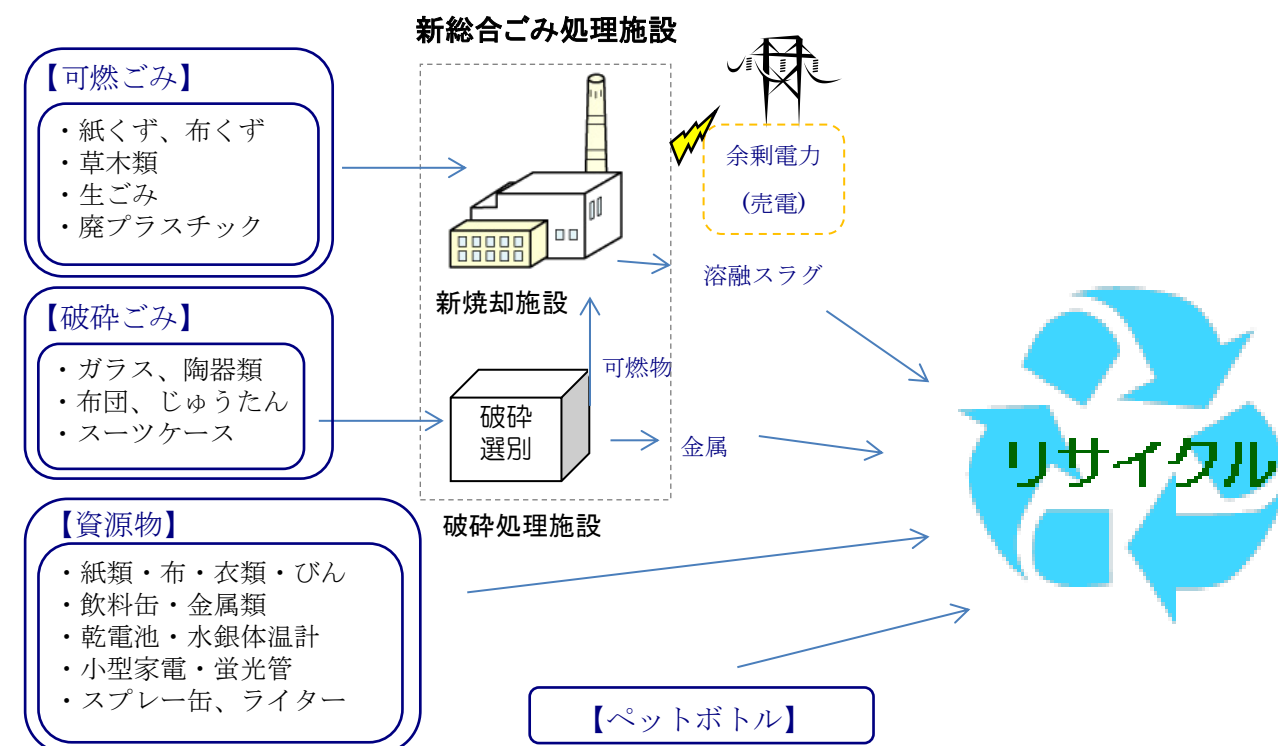 新総合ごみ処理施設
【可燃ごみ】
・紙くず、布くず
・草木類
・生ごみ
・廃プラスチック
余剰電力
(売電)
溶融スラグ
新焼却施設
【破砕ごみ】
・ガラス、陶器類
・布団、じゅうたん
・スーツケース
可燃物
破砕
選別
金属
リサイクル
破砕処理施設
【資源物】
・紙類・布・衣類・びん
・飲料缶・金属類
・乾電池・水銀体温計
・小型家電・蛍光管
・スプレー缶、ライター
【ペットボトル】